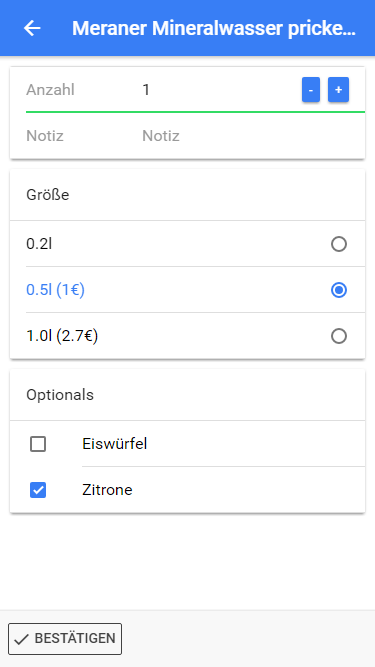 Meraner Mineralwasser pricke...
Anzahl 1 - +
Notiz Notiz
Größe
0.2l
0.5l (1€)
1.0l (2.7€)
Optionals
Eiswürfel
Zitrone
BESTÄTIGEN